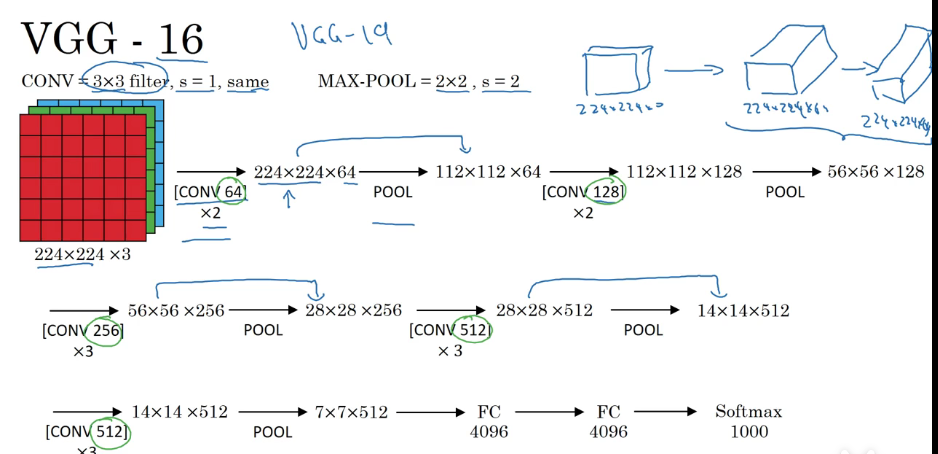 VGG - 16
VGG-19
CONV = 3×3 filter, s = 1, same
MAX-POOL = 2×2 , s = 2
224×224
224×224
224×224
224×224 ×3
[CONV 64]
×2
224×224×64
POOL
112×112 ×64
[CONV 128]
×2
112×112 ×128
POOL
56×56 ×128
[CONV 256]
×3
56×56 ×256
POOL
28×28 ×256
[CONV 512]
× 3
28×28 ×512
POOL
14×14×512
[CONV 512]
×3
14×14 ×512
POOL
7×7×512
FC
4096
FC
4096
Softmax
1000